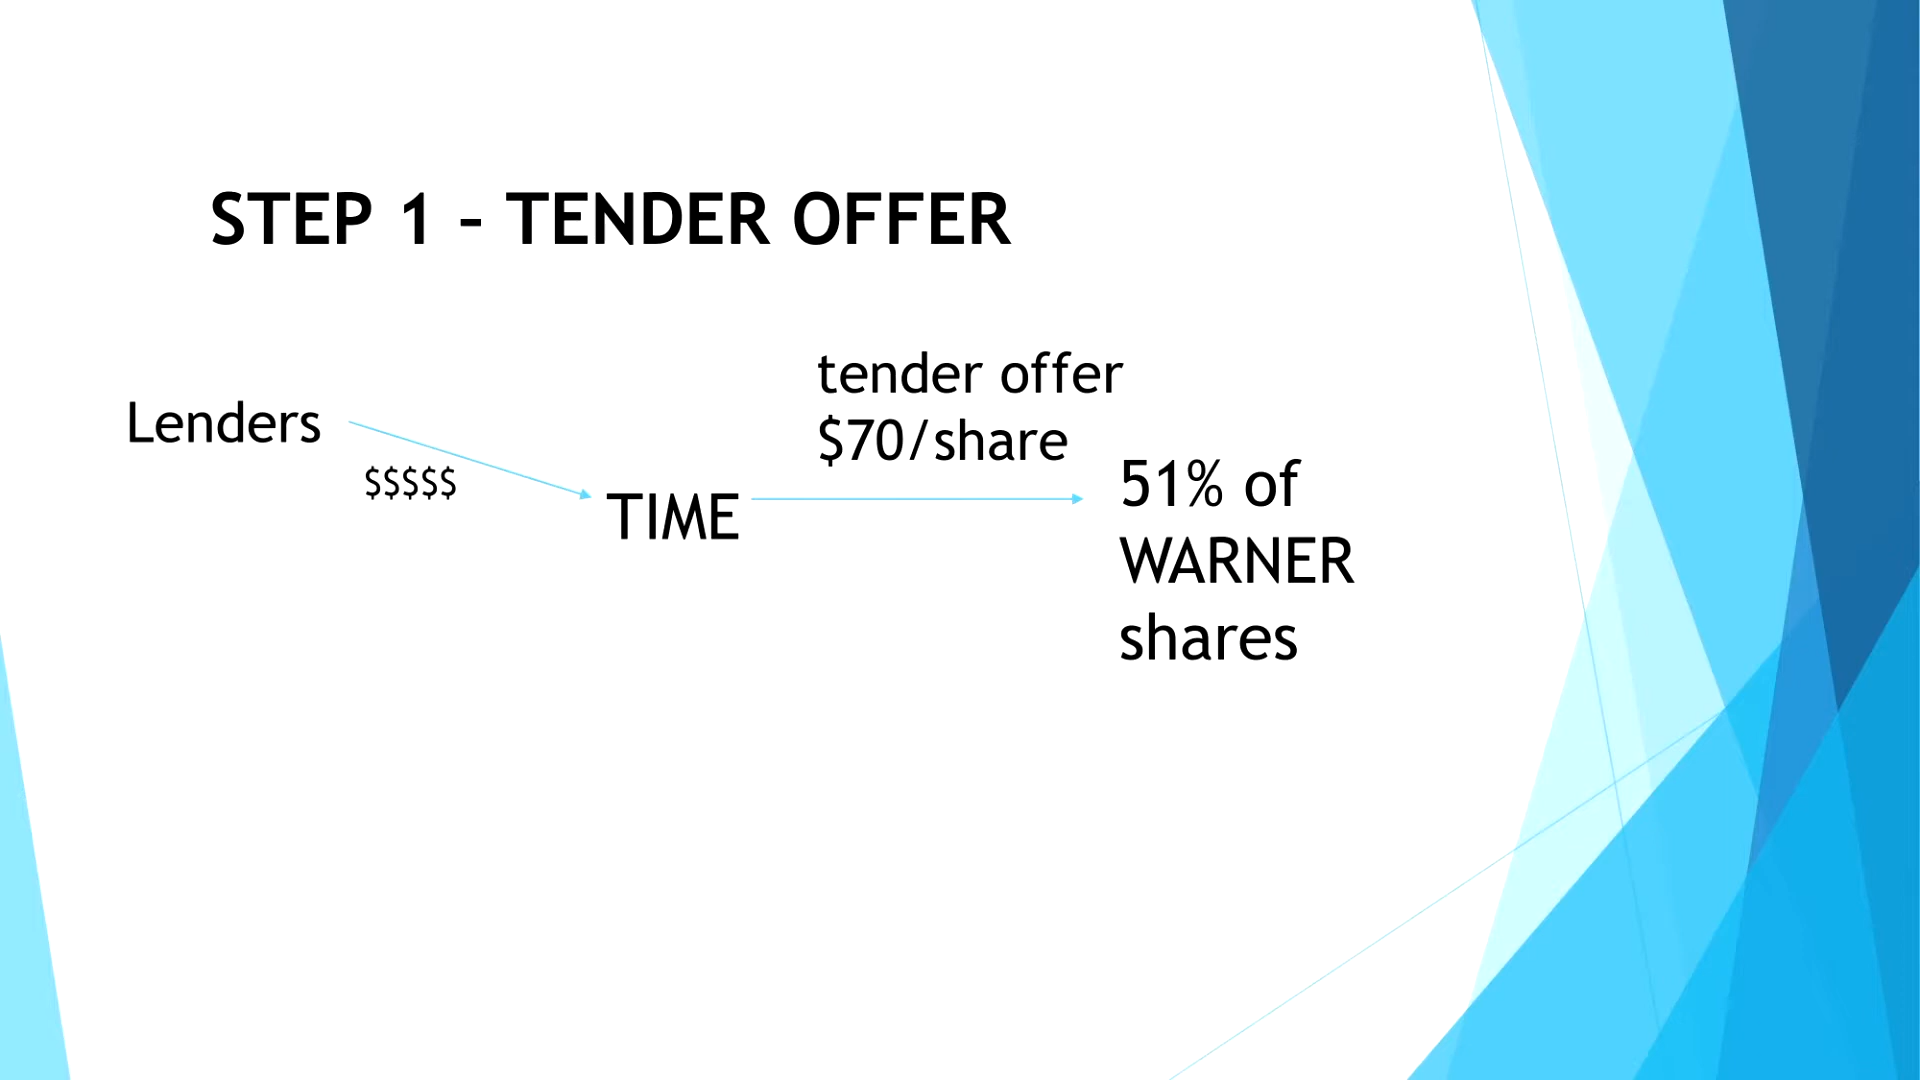 STEP 1 – TENDER OFFER
tender offer
$70/share
Lenders
$$$$$
TIME
51% of
WARNER
shares